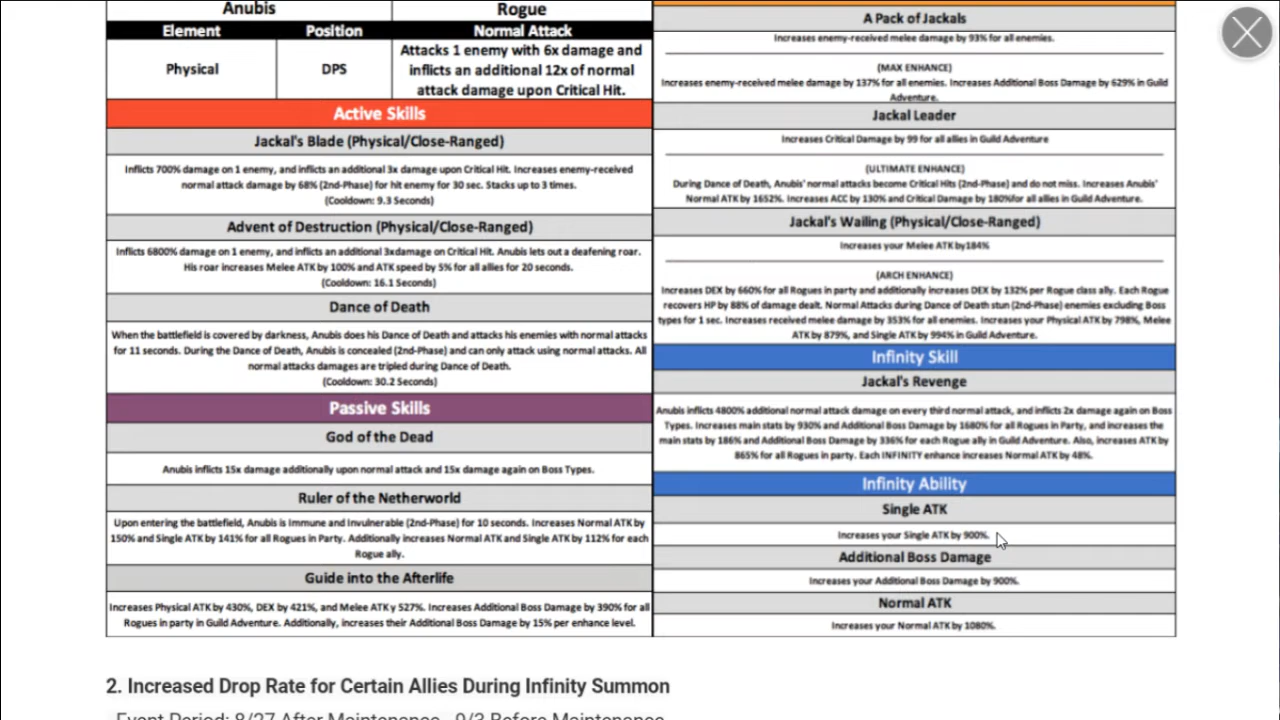 Anubis
Rogue
Element
Position
Normal Attack
Physical
DPS
Attacks 1 enemy with 6x damage and
inflicts an additional 12x of normal
attack damage upon Critical Hit.
Active Skills
Jackal's Blade (Physical/Close-Ranged)
Inflicts 700% damage on 1 enemy, and inflicts an additional 3x damage upon Critical Hit. Increases enemy-received
normal attack damage by 68% (2nd-Phase) for hit enemy for 30 sec. Stacks up to 3 times.
(Cooldown: 9.3 Seconds)
Advent of Destruction (Physical/Close-Ranged)
Inflicts 6800% damage on 1 enemy, and inflicts an additional 3xdamage on Critical Hit. Anubis lets out a deafening roar.
His roar increases Melee ATK by 100% and ATK speed by 5% for all allies for 20 seconds.
(Cooldown: 16.1 Seconds)
Dance of Death
When the battlefield is covered by darkness, Anubis does his Dance of Death and attacks his enemies with normal attacks
for 11 seconds. During the Dance of Death, Anubis is concealed (2nd-Phase) and can only attack using normal attacks. All
normal attacks damages are tripled during Dance of Death.
(Cooldown: 30.2 Seconds)
Passive Skills
God of the Dead
Anubis inflicts 15x damage additionally upon normal attack and 15x damage again on Boss Types.
Ruler of the Netherworld
Upon entering the battlefield, Anubis is Immune and Invulnerable (2nd-Phase) for 10 seconds. Increases Normal ATK by
150% and Single ATK by 141% for all Rogues in Party. Additionally increases Normal ATK and Single ATK by 112% for each
Rogue ally.
Guide into the Afterlife
Increases Physical ATK by 430%, DEX by 421%, and Melee ATK y 527%. Increases Additional Boss Damage by 390% for all
Rogues in party in Guild Adventure. Additionally, increases their Additional Boss Damage by 15% per enhance level.
A Pack of Jackals
Increases enemy-received melee damage by 93% for all enemies.
(MAX ENHANCE)
Increases enemy-received melee damage by 137% for all enemies. Increases Additional Boss Damage by 629% in Guild
Adventure.
Jackal Leader
Increases Critical Damage by 99 for all allies in Guild Adventure
(ULTIMATE ENHANCE)
During Dance of Death, Anubis' normal attacks become Critical Hits (2nd-Phase) and do not miss. Increases Anubis'
Normal ATK by 1652%. Increases ACC by 130% and Critical Damage by 180%for all allies in Guild Adventure.
Jackal's Wailing (Physical/Close-Ranged)
Increases your Melee ATK by184%
(ARCH ENHANCE)
Increases DEX by 660% for all Rogues in party and additionally increases DEX by 132% per Rogue class ally. Each Rogue
recovers HP by 88% of damage dealt. Normal Attacks during Dance of Death stun (2nd-Phase) enemies excluding Boss
types for 1 sec. Increases received melee damage by 353% for all enemies. Increases your Physical ATK by 798%, Melee
ATK by 879%, and Single ATK by 994% in Guild Adventure.
Infinity Skill
Jackal's Revenge
Anubis inflicts 4800% additional normal attack damage on every third normal attack, and inflicts 2x damage again on Boss
Types. Increases main stats by 930% and Additional Boss Damage by 1680% for all Rogues in Party, and increases the
main stats by 186% and Additional Boss Damage by 336% for each Rogue ally in Guild Adventure. Also, increases ATK by
865% for all Rogues in party. Each INFINITY enhance increases Normal ATK by 48%.
Infinity Ability
Single ATK
Increases your Single ATK by 900%.
Additional Boss Damage
Increases your Additional Boss Damage by 900%.
Normal ATK
Increases your Normal ATK by 1080%.
2. Increased Drop Rate for Certain Allies During Infinity Summon
Event Period: 8/27 After Maintenance - 9/3 Before Maintenance